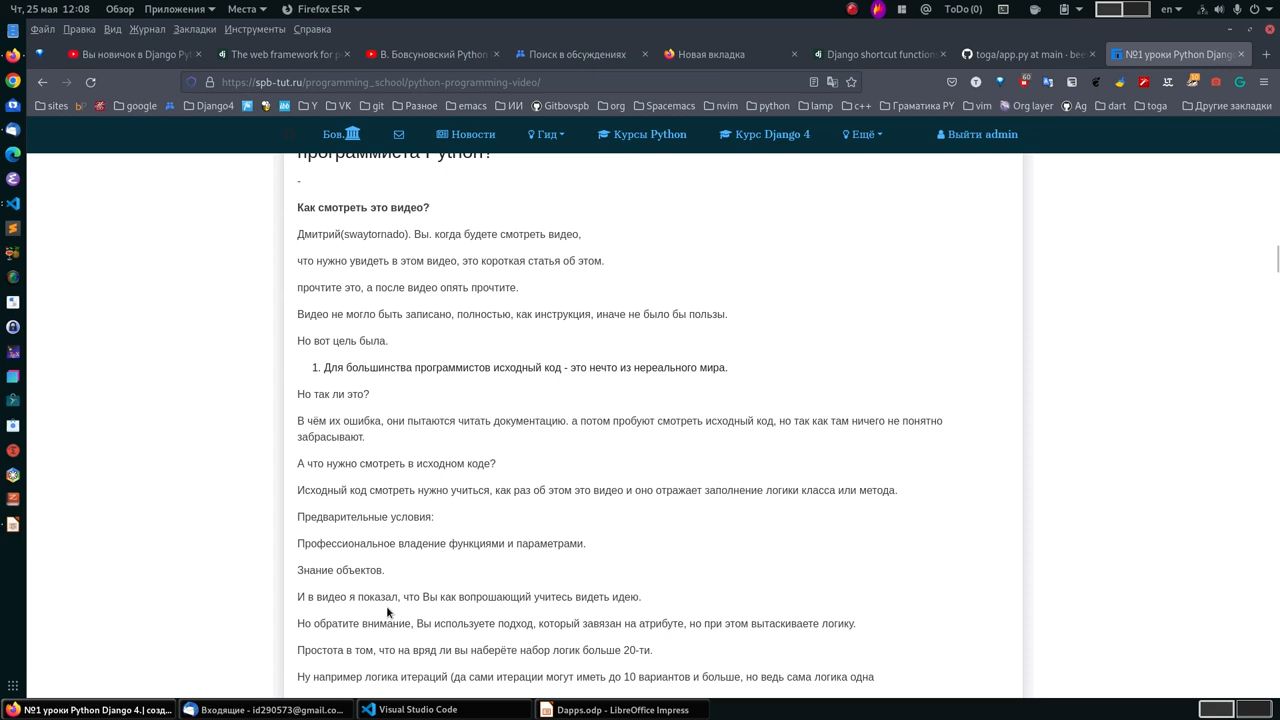 Чт, 25 мая 12:08 Обзор Приложения Места Firefox ESR ToDo(0) en
Файл Правка Вид Журнал Закладки Инструменты Справка
Вы новичок в Django Py The web framework for p В. Бовсуновский Python Поиск в обсуждениях Новая вкладка Django shortcut function toga/app.py at main · bee №1 уроки Python Django
https://spb-tut.ru/programming_school/python-programming-video/
sites bP google Django4 Y VK git Разное emacs ИИ Gitbovspb Spacemacs nvim python lamp c++ Граматика РУ vim Org layer Ag dart toga Другие закладки
Бов. Новости Гид Курсы Python Курс Django 4 Ещё Выйти admin
программиста Python?
-
Как смотреть это видео?
Дмитрий(swaytornado). Вы. когда будете смотреть видео,
что нужно увидеть в этом видео, это короткая статья об этом.
прочтите это, а после видео опять прочтите.
Видео не могло быть записано, полностью, как инструкция, иначе не было бы пользы.
Но вот цель была.
1. Для большинства программистов исходный код - это нечто из нереального мира.
Но так ли это?
В чём их ошибка, они пытаются читать документацию. а потом пробуют смотреть исходный код, но так как там ничего не понятно
забрасывают.
А что нужно смотреть в исходном коде?
Исходный код смотреть нужно учиться, как раз об этом это видео и оно отражает заполнение логики класса или метода.
Предварительные условия:
Профессиональное владение функциями и параметрами.
Знание объектов.
И в видео я показал, что Вы как вопрошающий учитесь видеть идею.
Но обратите внимание, Вы используете подход, который завязан на атрибуте, но при этом вытаскиваете логику.
Простота в том, что на вряд ли вы наберёте набор логик больше 20-ти.
Ну например логика итераций (да сами итерации могут иметь до 10 вариантов и больше, но ведь сама логика одна
№1 уроки Python Django 4.| созд... Входящие - id290573@gmail.co... Visual Studio Code Dapps.odp - LibreOffice Impress